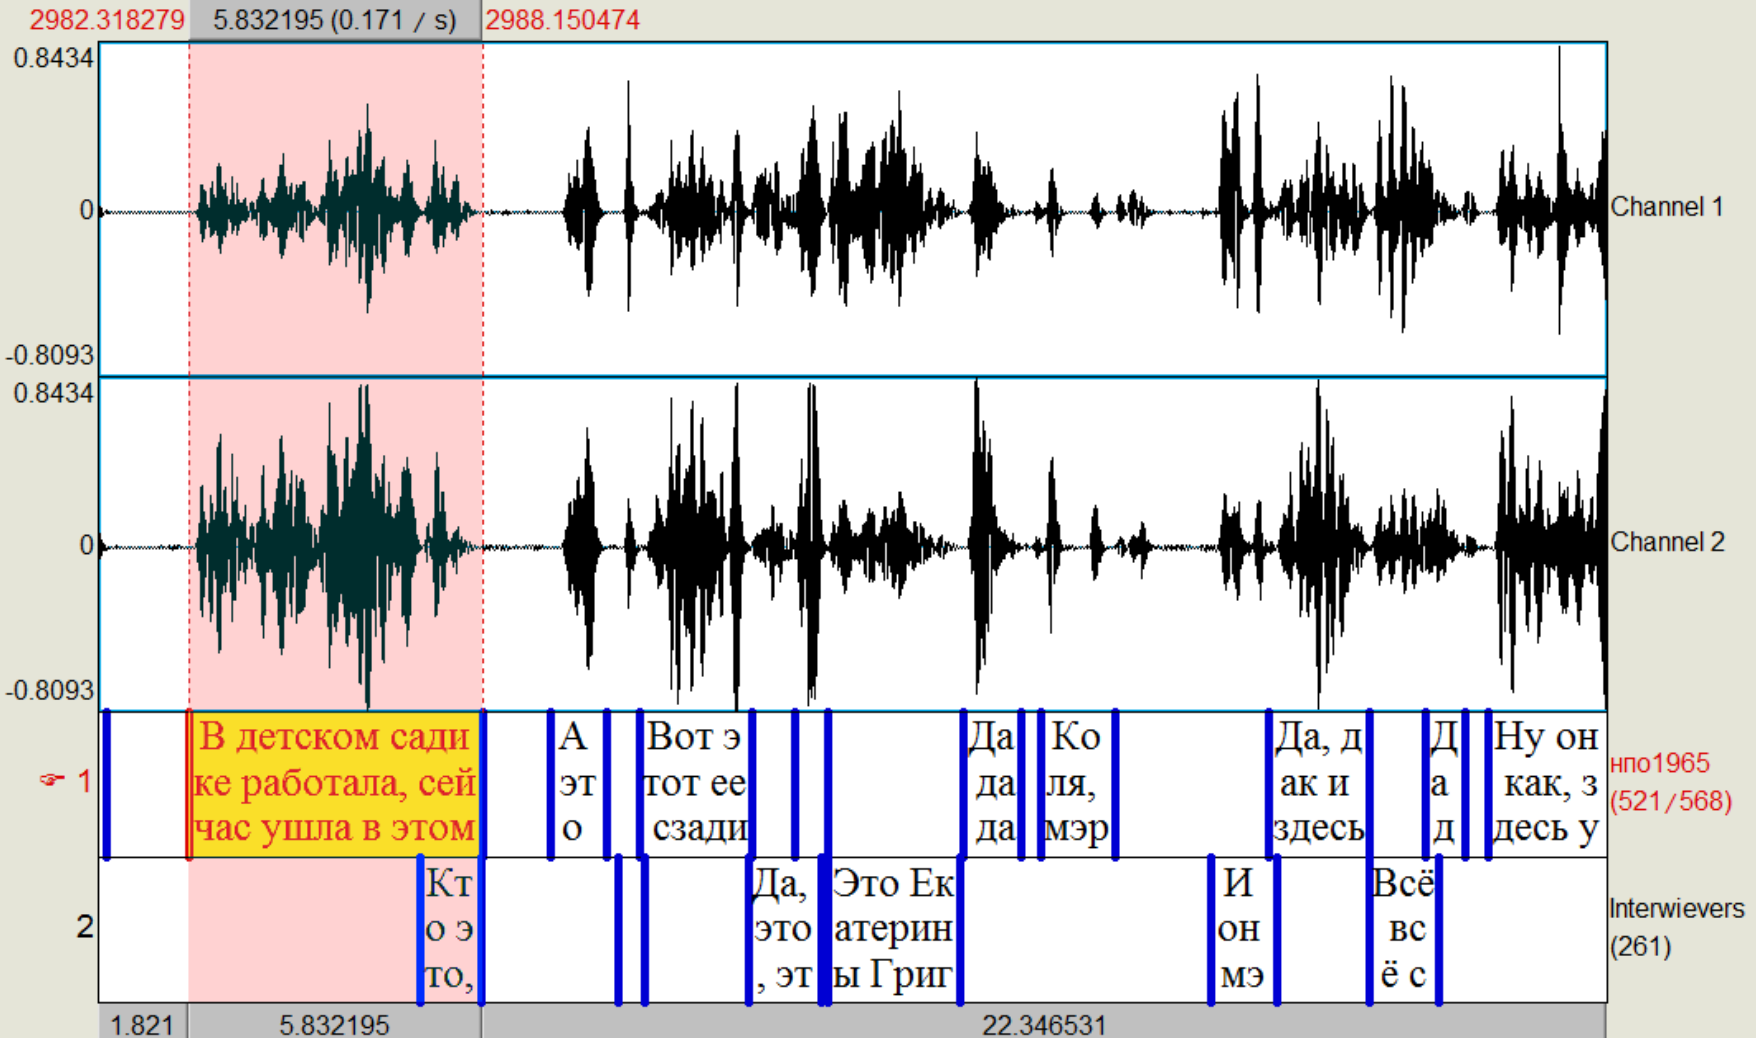 2982.318279 5.832195 (0.171 / s) 2988.150474
0.8434
0
-0.8093
Channel 1
0.8434
0
-0.8093
Channel 2
☞ 1
В детском сади
ке работала, сей
час ушла в этом
А
эт
о
Вот э
тот ее
сзади
Да
да
да
Ко
ля,
мэр
Да, д
ак и
здесь
Д
а
д
Ну он
как, з
десь у
нпо1965
(521/568)
2
Кт
о э
то,
Да,
это
, эт
Это Ек
атерин
ы Григ
И
он
мэ
Всё
вс
ё с
Interwievers
(261)
1.821 5.832195 22.346531